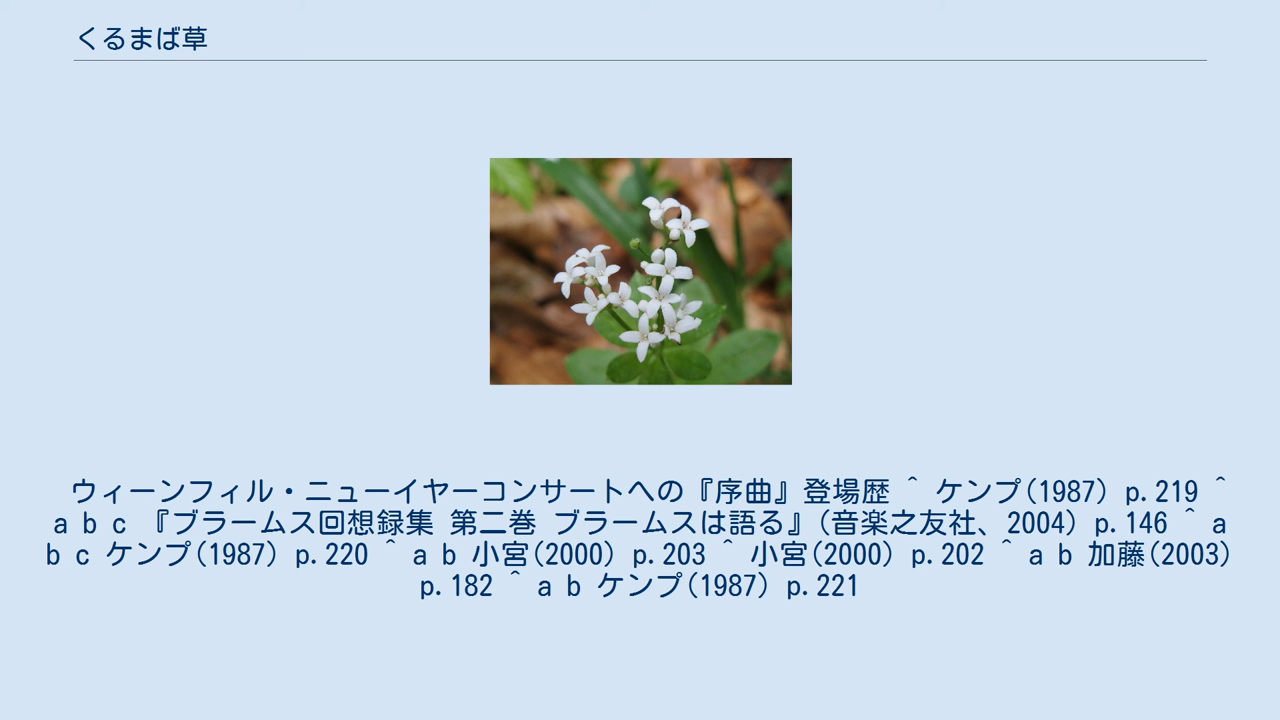 くるまば草
ウィーンフィル・ニューイヤーコンサートへの『序曲』登場歴 ^ ケンプ(1987) p.219 ^
a b c 『ブラームス回想録集 第二巻 ブラームスは語る』(音楽之友社、2004) p.146 ^ a
b c ケンプ(1987) p.220 ^ a b 小宮(2000) p.203 ^ 小宮(2000) p.202 ^ a b 加藤(2003)
p.182 ^ a b ケンプ(1987) p.221